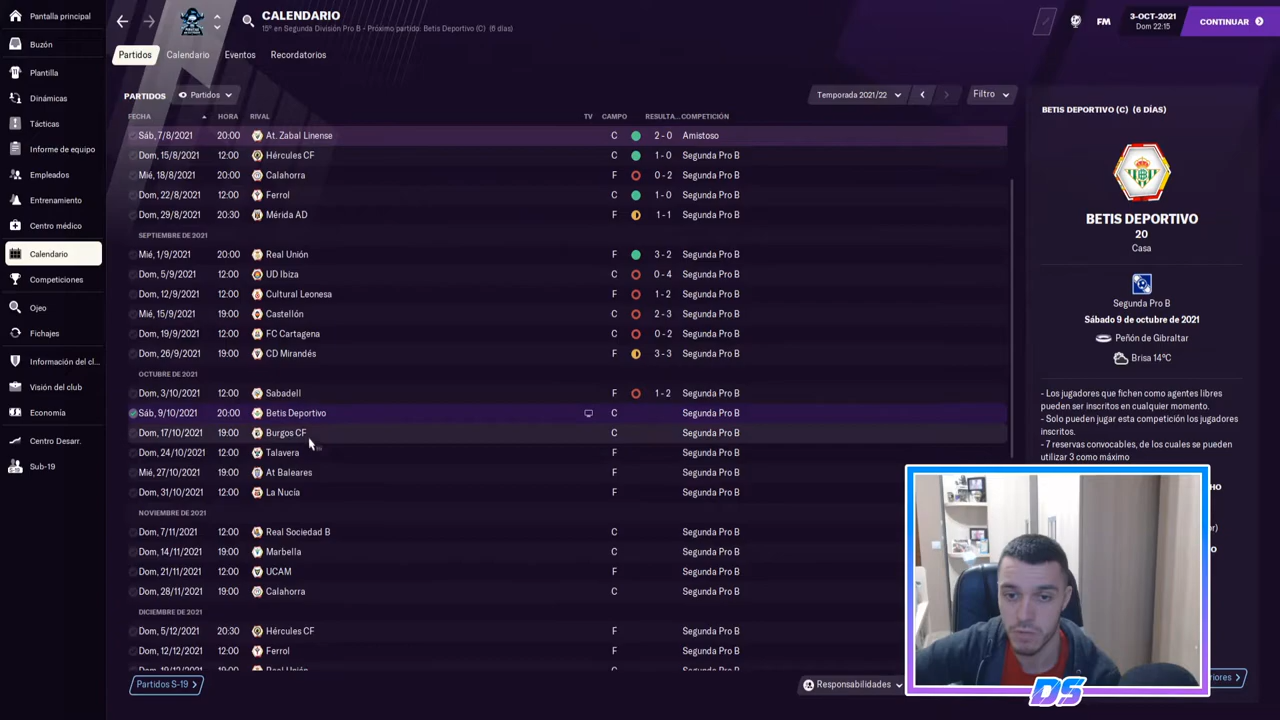 Pantalla principal
Buzón
Plantilla
Dinámicas
Tácticas
Informe de equipo
Empleados
Entrenamiento
Centro médico
Calendario
Competiciones
Ojeo
Fichajes
Información del cl...
Visión del club
Economía
Centro Desarr.
Sub-19
CALENDARIO
15º en Segunda División Pro B - Próximo partido: Betis Deportivo (C) (6 días)
FM
3-OCT-2021
Dom 22:15
CONTINUAR
Partidos Calendario Eventos Recordatorios
PARTIDOS Partidos Temporada 2021/22 Filtro
FECHA HORA RIVAL TV CAMPO RESULTA... COMPETICIÓN
Sáb, 7/8/2021 20:00 At. Zabal Linense C 2 - 0 Amistoso
Dom, 15/8/2021 12:00 Hércules CF C 1 - 0 Segunda Pro B
Mié, 18/8/2021 20:00 Calahorra F 0 - 2 Segunda Pro B
Dom, 22/8/2021 12:00 Ferrol C 1 - 0 Segunda Pro B
Dom, 29/8/2021 20:30 Mérida AD F 1 - 1 Segunda Pro B
SEPTIEMBRE DE 2021
Mié, 1/9/2021 20:00 Real Unión F 3 - 2 Segunda Pro B
Dom, 5/9/2021 12:00 UD Ibiza C 0 - 4 Segunda Pro B
Dom, 12/9/2021 12:00 Cultural Leonesa F 1 - 2 Segunda Pro B
Mié, 15/9/2021 19:00 Castellón C 2 - 3 Segunda Pro B
Dom, 19/9/2021 12:00 FC Cartagena C 0 - 2 Segunda Pro B
Dom, 26/9/2021 19:00 CD Mirandés F 3 - 3 Segunda Pro B
OCTUBRE DE 2021
Dom, 3/10/2021 12:00 Sabadell F 1 - 2 Segunda Pro B
Sáb, 9/10/2021 20:00 Betis Deportivo C Segunda Pro B
Dom, 17/10/2021 19:00 Burgos CF C Segunda Pro B
Dom, 24/10/2021 12:00 Talavera F Segunda Pro B
Mié, 27/10/2021 19:00 At Baleares F Segunda Pro B
Dom, 31/10/2021 12:00 La Nucía F Segunda Pro B
NOVIEMBRE DE 2021
Dom, 7/11/2021 12:00 Real Sociedad B C Segunda Pro B
Dom, 14/11/2021 19:00 Marbella C Segunda Pro B
Dom, 21/11/2021 12:00 UCAM F Segunda Pro B
Dom, 28/11/2021 19:00 Calahorra C Segunda Pro B
DICIEMBRE DE 2021
Dom, 5/12/2021 20:30 Hércules CF F Segunda Pro B
Dom, 12/12/2021 12:00 Ferrol F Segunda Pro B
Dom, 19/12/2021 19:00 Real Unión C Segunda Pro B
Partidos S-19
Responsabilidades
BETIS DEPORTIVO (C) (6 DÍAS)
BETIS DEPORTIVO
20
Casa
Segunda Pro B
Sábado 9 de octubre de 2021
Peñón de Gibraltar
Brisa 14°C
- Los jugadores que fichen como agentes libres
pueden ser inscritos en cualquier momento.
- Solo pueden jugar esta competición los jugadores
inscritos.
- 7 reservas convocables, de los cuales se pueden
utilizar 3 como máximo
DS